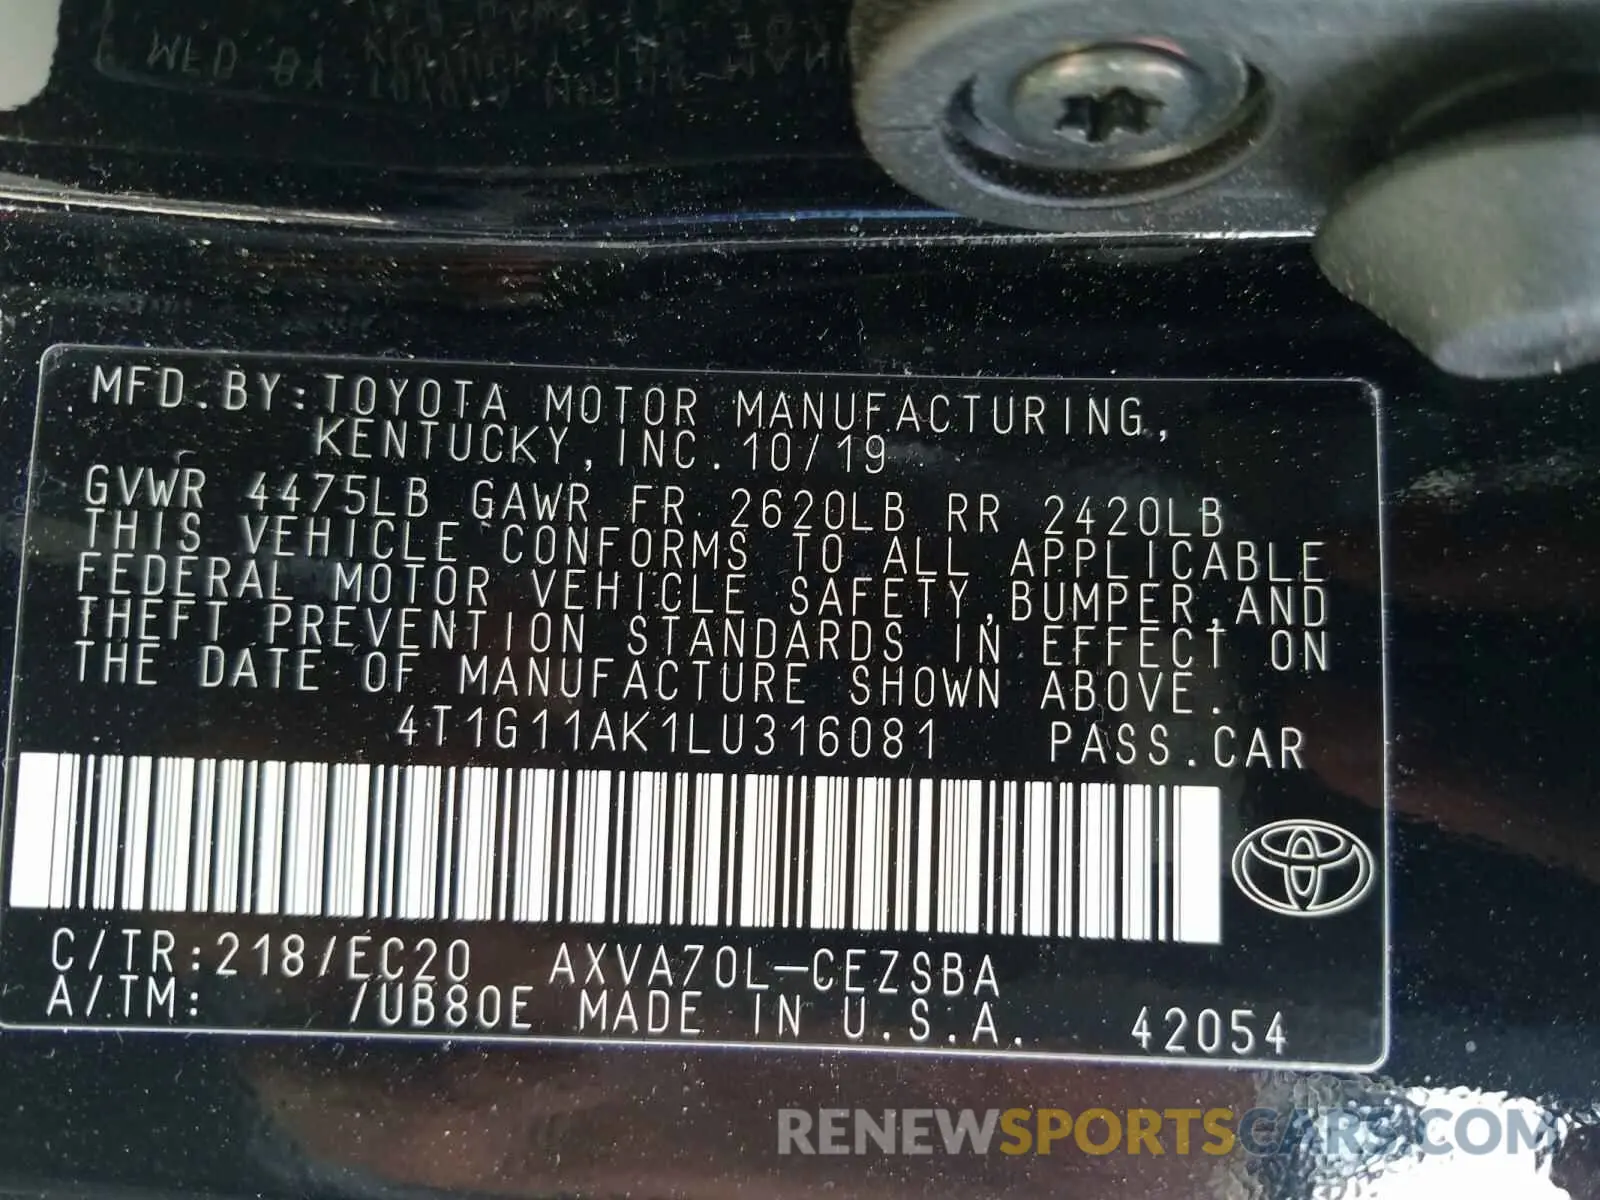 MFD.BY:TOYOTA MOTOR MANUFACTURING,
KENTUCKY,INC.10/19
GVWR 4475LB GAWR FR 2620LB RR 2420LB
THIS VEHICLE CONFORMS TO ALL APPLICABLE
FEDERAL MOTOR VEHICLE SAFETY,BUMPER,AND
THEFT PREVENTION STANDARDS IN EFFECT ON
THE DATE OF MANUFACTURE SHOWN ABOVE.
4T1G11AK1LU316081 PASS.CAR
C/TR:218/EC20 AXVA70L-CEZSBA
A/TM: /UB80E MADE IN U.S.A. 42054
RENEWSPORTSCARS.COM